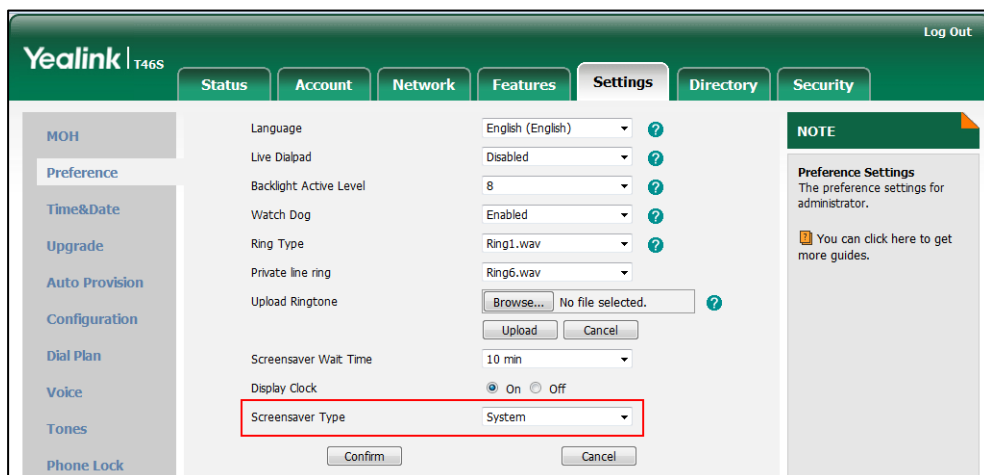 Log Out
Yealink | T46S
Status Account Network Features Settings Directory Security
MOH
Preference
Time&Date
Upgrade
Auto Provision
Configuration
Dial Plan
Voice
Tones
Phone Lock
Language English (English) ?
Live Dialpad Disabled ?
Backlight Active Level 8 ?
Watch Dog Enabled ?
Ring Type Ring1.wav ?
Private line ring Ring6.wav
Upload Ringtone Browse... No file selected. ?
Upload Cancel
Screensaver Wait Time 10 min
Display Clock On Off
Screensaver Type System
Confirm Cancel
NOTE
Preference Settings
The preference settings for
administrator.
? You can click here to get
more guides.